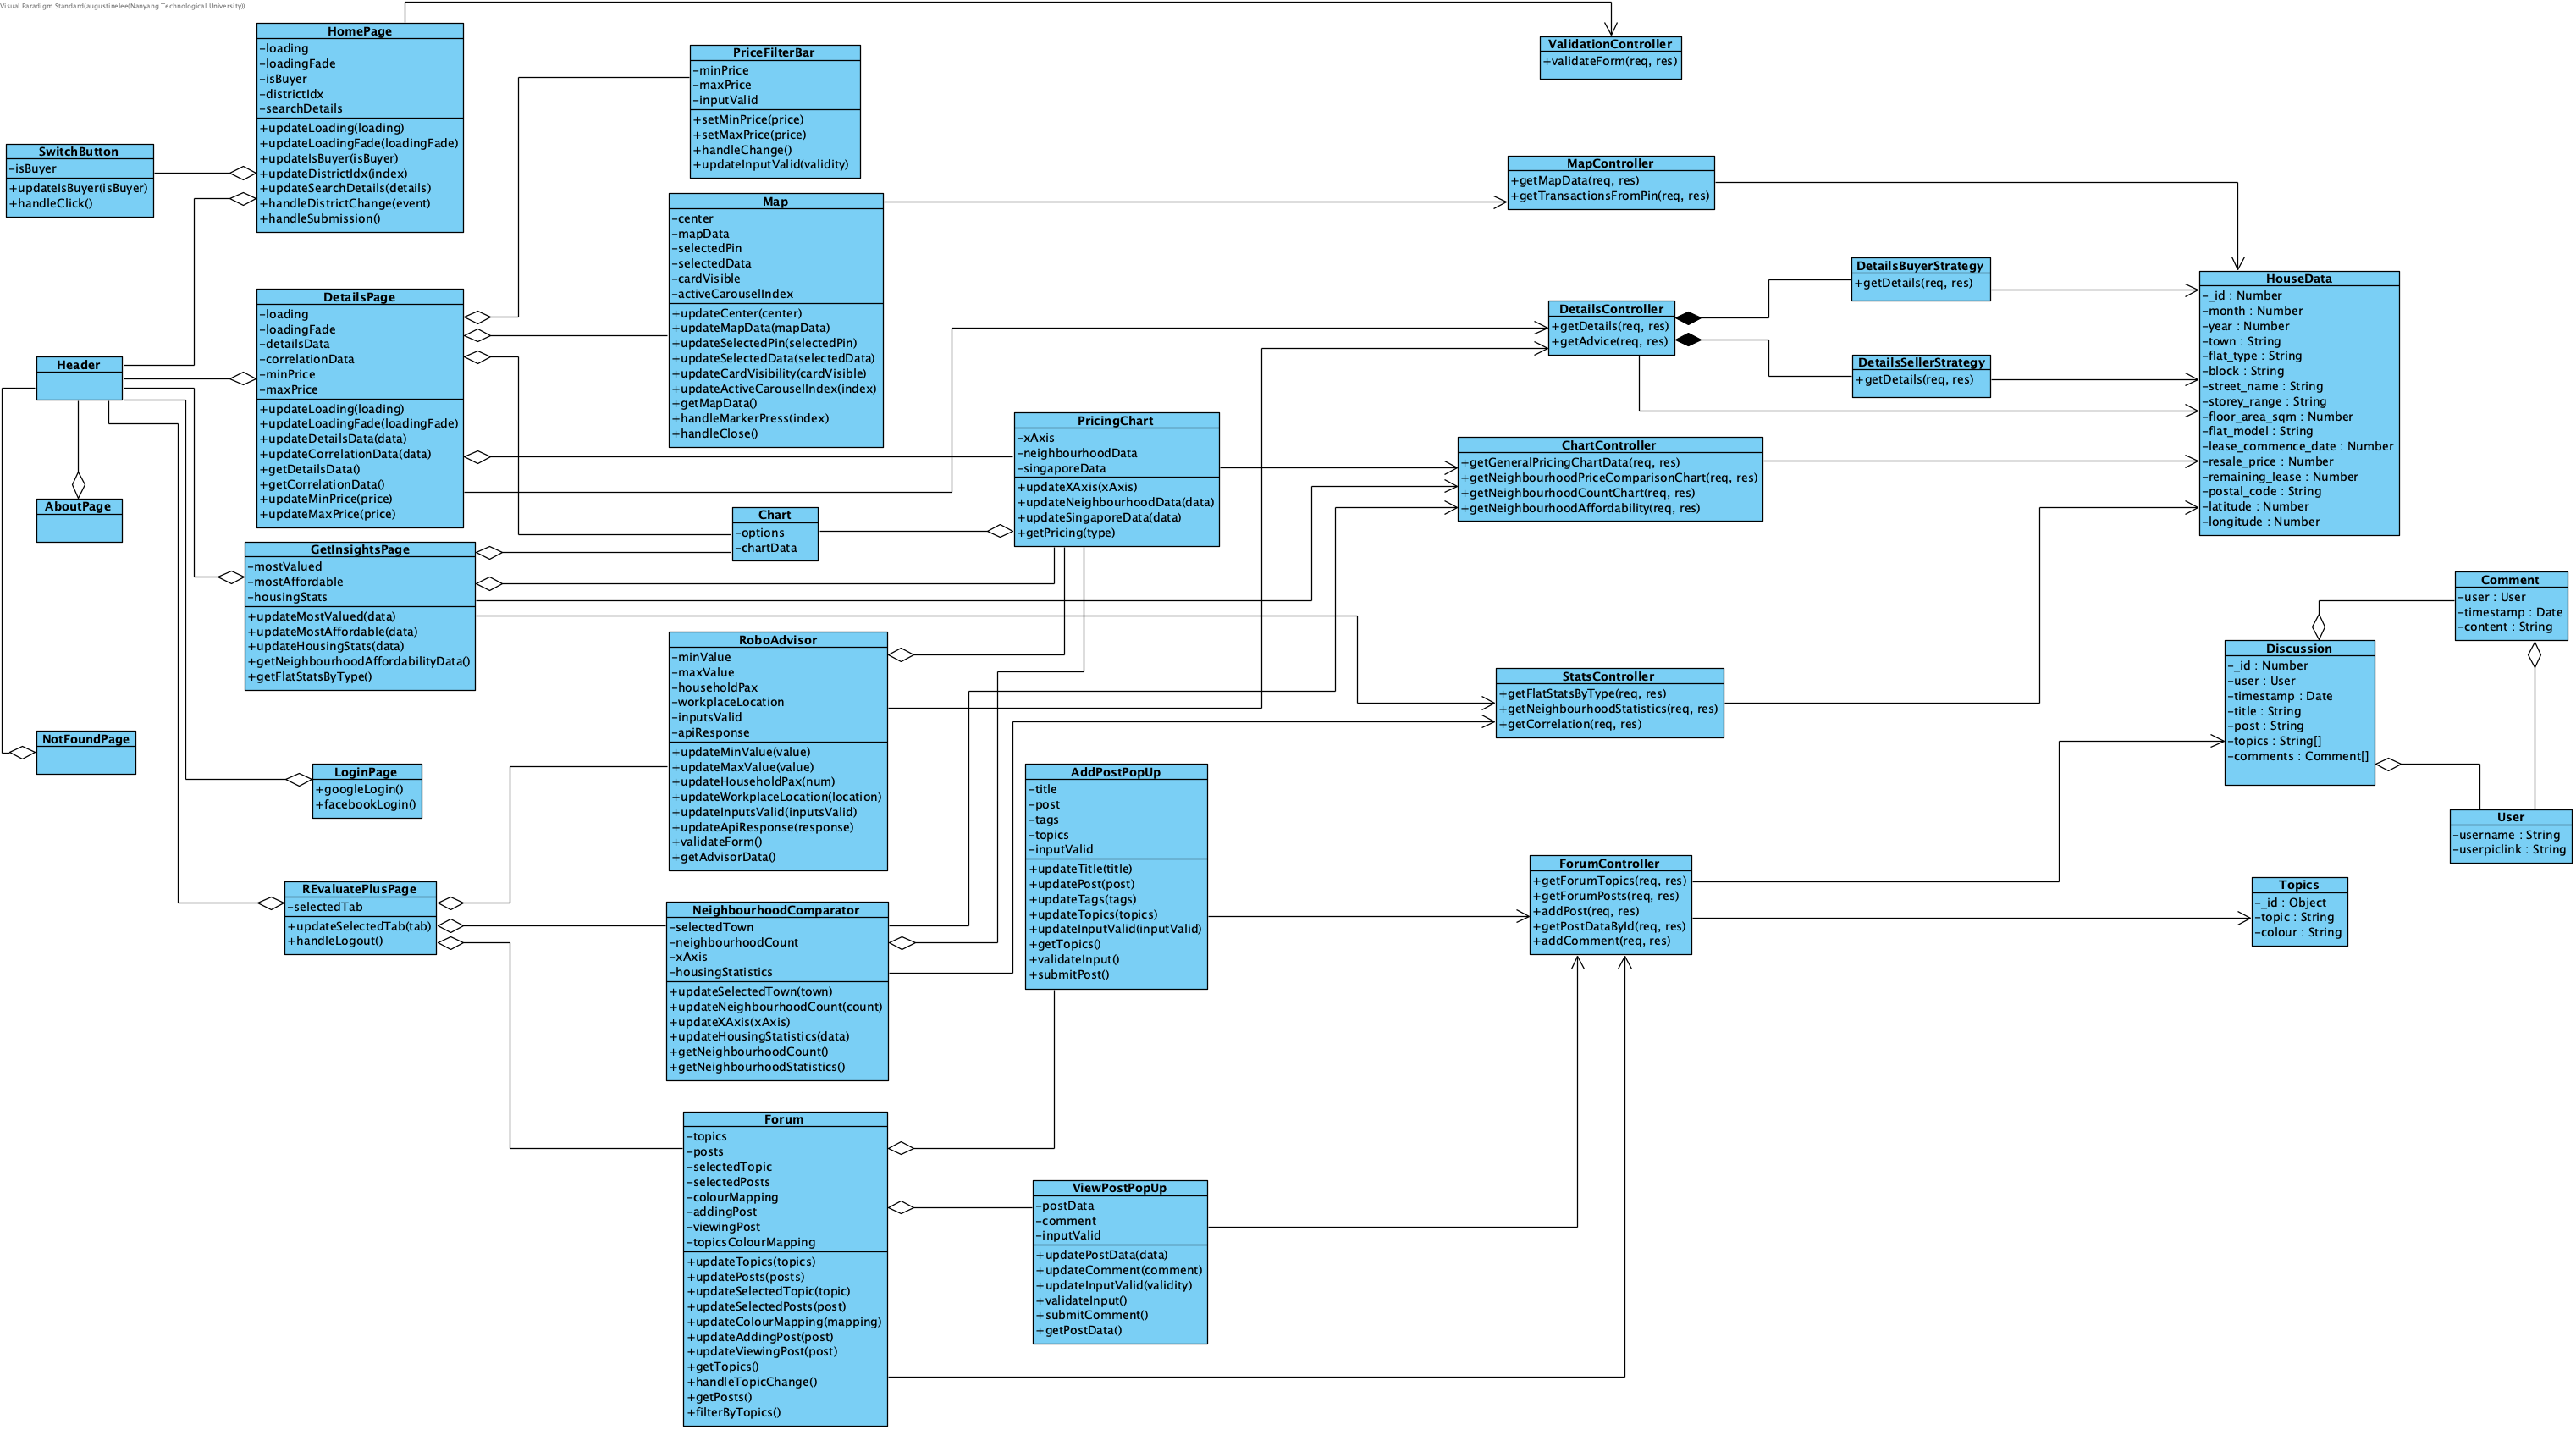 Visual Paradigm Standard(augustinelee(Nanyang Technological University))
HomePage
-loading
-loadingFade
-isBuyer
-districtIdx
-searchDetails
+updateLoading(loading)
+updateLoadingFade(loadingFade)
+updateIsBuyer(isBuyer)
+updateDistrictIdx(index)
+updateSearchDetails(details)
+handleDistrictChange(event)
+handleSubmission()
SwitchButton
-isBuyer
+updateIsBuyer(isBuyer)
+handleClick()
PriceFilterBar
-minPrice
-maxPrice
-inputValid
+setMinPrice(price)
+setMaxPrice(price)
+handleChange()
+updateInputValid(validity)
ValidationController
+validateForm(req, res)
Map
-center
-mapData
-selectedPin
-selectedData
-cardVisible
-activeCarouselIndex
+updateCenter(center)
+updateMapData(mapData)
+updateSelectedPin(selectedPin)
+updateSelectedData(selectedData)
+updateCardVisibility(cardVisible)
+updateActiveCarouselIndex(index)
+getMapData()
+handleMarkerPress(index)
+handleClose()
MapController
+getMapData(req, res)
+getTransactionsFromPin(req, res)
DetailsPage
-loading
-loadingFade
-detailsData
-correlationData
-minPrice
-maxPrice
+updateLoading(loading)
+updateLoadingFade(loadingFade)
+updateDetailsData(data)
+updateCorrelationData(data)
+getDetailsData()
+getCorrelationData()
+updateMinPrice(price)
+updateMaxPrice(price)
DetailsController
+getDetails(req, res)
+getAdvice(req, res)
DetailsBuyerStrategy
+getDetails(req, res)
DetailsSellerStrategy
+getDetails(req, res)
HouseData
-_id : Number
-month : Number
-year : Number
-town : String
-flat_type : String
-block : String
-street_name : String
-storey_range : String
-floor_area_sqm : Number
-flat_model : String
-lease_commence_date : Number
-resale_price : Number
-remaining_lease : Number
-postal_code : String
-latitude : Number
-longitude : Number
Header
AboutPage
PricingChart
-xAxis
-neighbourhoodData
-singaporeData
+updateXAxis(xAxis)
+updateNeighbourhoodData(data)
+updateSingaporeData(data)
+getPricing(type)
ChartController
+getGeneralPricingChartData(req, res)
+getNeighbourhoodPriceComparisonChart(req, res)
+getNeighbourhoodCountChart(req, res)
+getNeighbourhoodAffordability(req, res)
Chart
-options
-chartData
GetInsightsPage
-mostValued
-mostAffordable
-housingStats
+updateMostValued(data)
+updateMostAffordable(data)
+updateHousingStats(data)
+getNeighbourhoodAffordabilityData()
+getFlatStatsByType()
Comment
-user : User
-timestamp : Date
-content : String
Discussion
-_id : Number
-user : User
-timestamp : Date
-title : String
-post : String
-topics : String[]
-comments : Comment[]
RoboAdvisor
-minValue
-maxValue
-householdPax
-workplaceLocation
-inputsValid
-apiResponse
+updateMinValue(value)
+updateMaxValue(value)
+updateHouseholdPax(num)
+updateWorkplaceLocation(location)
+updateInputsValid(inputsValid)
+updateApiResponse(response)
+validateForm()
+getAdvisorData()
StatsController
+getFlatStatsByType(req, res)
+getNeighbourhoodStatistics(req, res)
+getCorrelation(req, res)
NotFoundPage
LoginPage
+googleLogin()
+facebookLogin()
AddPostPopUp
-title
-post
-tags
-topics
-inputValid
+updateTitle(title)
+updatePost(post)
+updateTags(tags)
+updateTopics(topics)
+updateInputValid(inputValid)
+getTopics()
+validateInput()
+submitPost()
User
-username : String
-userpiclink : String
ForumController
+getForumTopics(req, res)
+getForumPosts(req, res)
+addPost(req, res)
+getPostDataById(req, res)
+addComment(req, res)
Topics
-_id : Object
-topic : String
-colour : String
REvaluatePlusPage
-selectedTab
+updateSelectedTab(tab)
+handleLogout()
NeighbourhoodComparator
-selectedTown
-neighbourhoodCount
-xAxis
-housingStatistics
+updateSelectedTown(town)
+updateNeighbourhoodCount(count)
+updateXAxis(xAxis)
+updateHousingStatistics(data)
+getNeighbourhoodCount()
+getNeighbourhoodStatistics()
Forum
-topics
-posts
-selectedTopic
-selectedPosts
-colourMapping
-addingPost
-viewingPost
-topicsColourMapping
+updateTopics(topics)
+updatePosts(posts)
+updateSelectedTopic(topic)
+updateSelectedPosts(post)
+updateColourMapping(mapping)
+updateAddingPost(post)
+updateViewingPost(post)
+getTopics()
+handleTopicChange()
+getPosts()
+filterByTopics()
ViewPostPopUp
-postData
-comment
-inputValid
+updatePostData(data)
+updateComment(comment)
+updateInputValid(validity)
+validateInput()
+submitComment()
+getPostData()